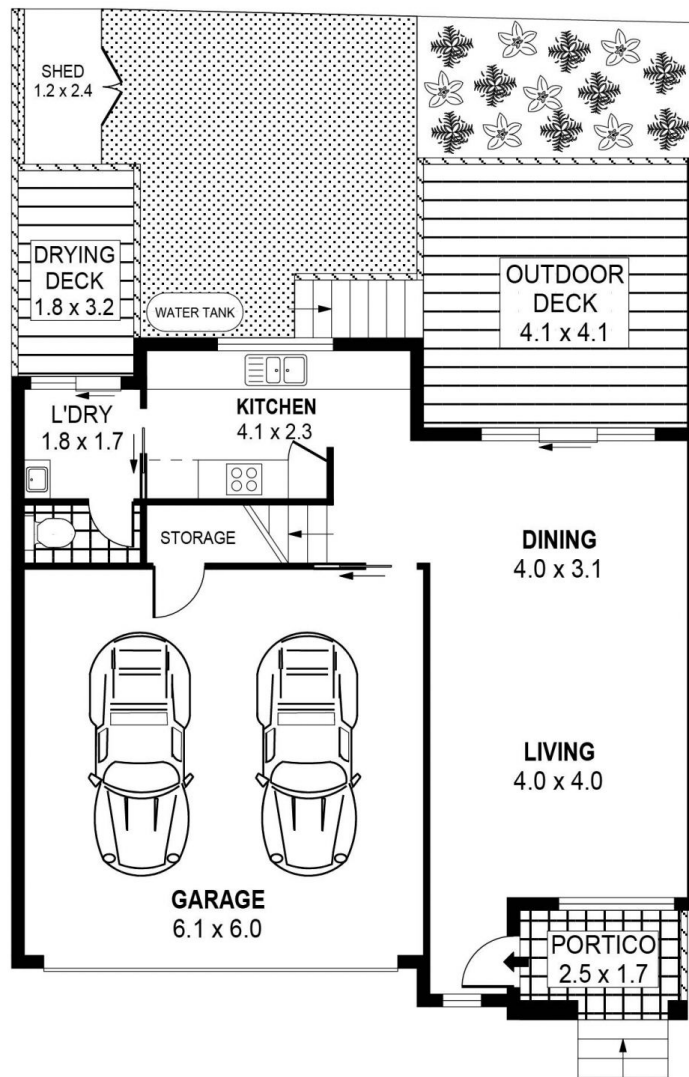 SHED
1.2 x 2.4
DRYING
DECK
1.8 x 3.2
WATER TANK
OUTDOOR
DECK
4.1 x 4.1
L'DRY
1.8 x 1.7
KITCHEN
4.1 x 2.3
STORAGE
DINING
4.0 x 3.1
LIVING
4.0 x 4.0
GARAGE
6.1 x 6.0
PORTICO
2.5 x 1.7